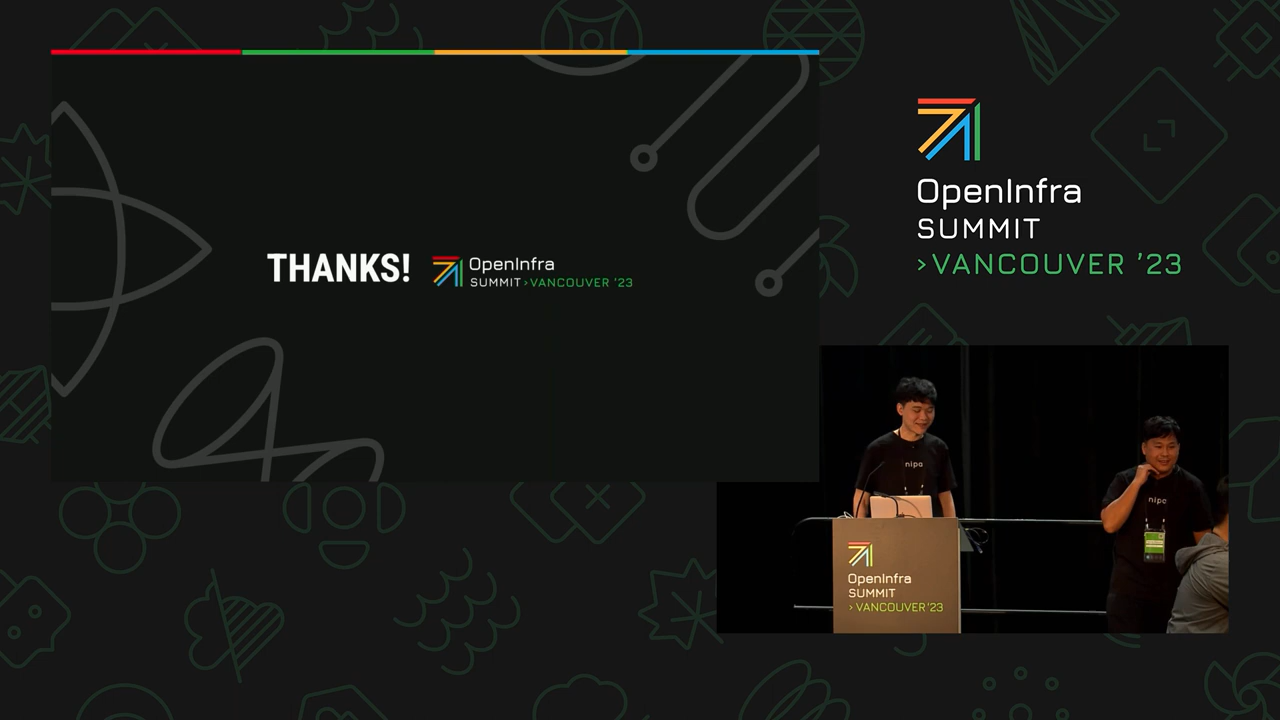 THANKS!
OpenInfra
SUMMIT >VANCOUVER '23
OpenInfra
SUMMIT
>VANCOUVER '23
nipa
nipa
OpenInfra
SUMMIT
>VANCOUVER '23